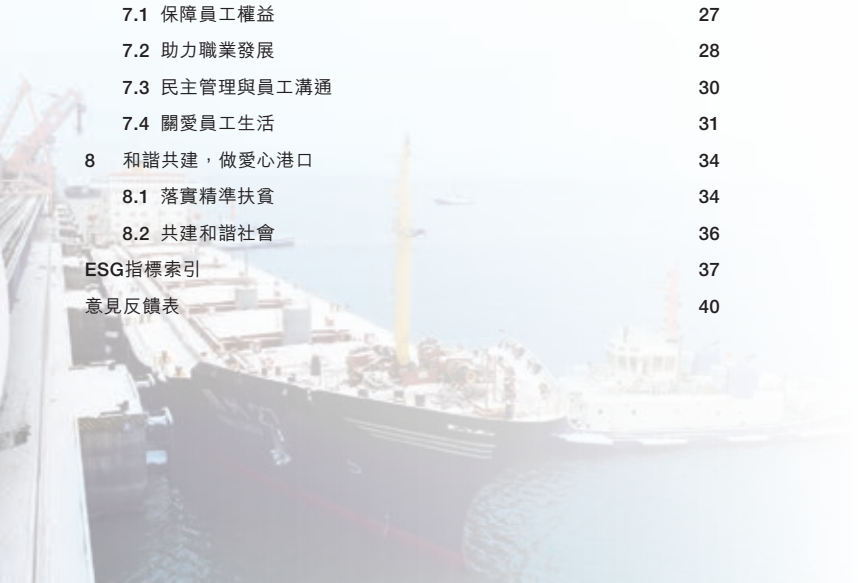 7.1 保障員工權益 27
7.2 助力職業發展 28
7.3 民主管理與員工溝通 30
7.4 關愛員工生活 31
8 和諧共建，做愛心港口 34
8.1 落實精準扶貧 34
8.2 共建和諧社會 36
ESG指標索引 37
意見反饋表 40